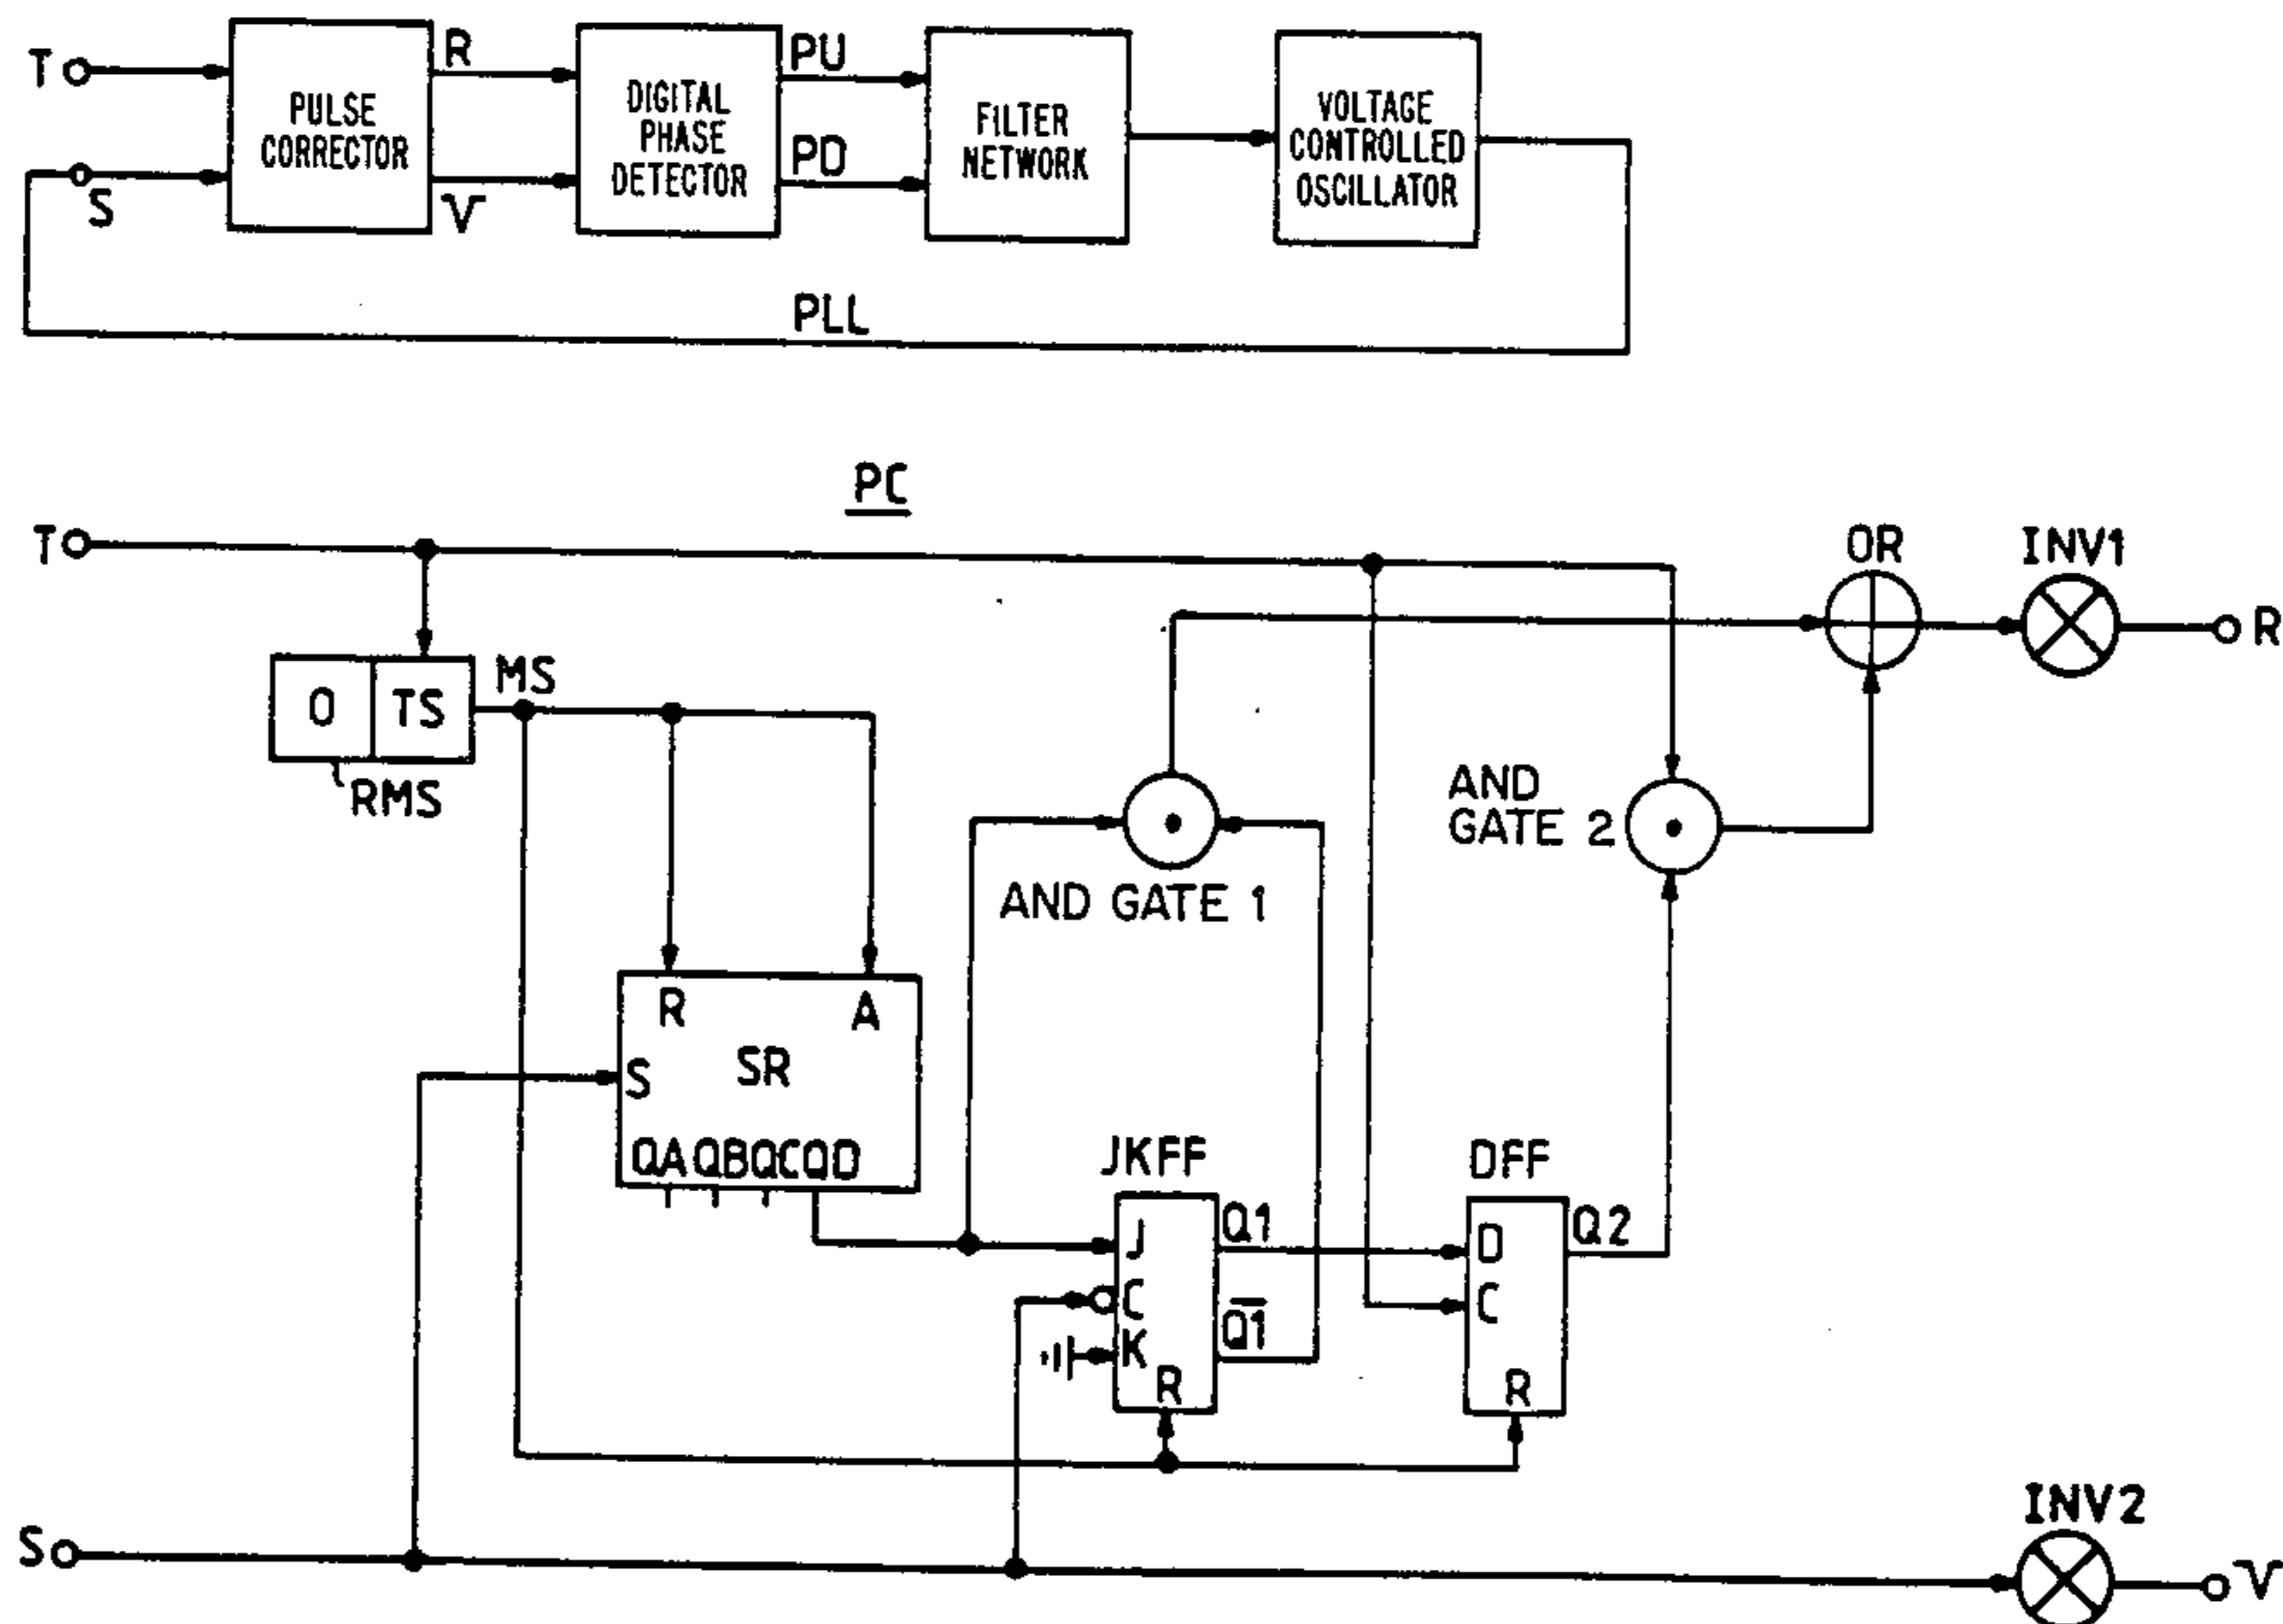 T
R
PU
PULSE
CORRECTOR
DIGITAL
PHASE
DETECTOR
FILTER
NETWORK
VOLTAGE
CONTROLLED
OSCILLATOR
S
V
PD
PLL
PC
T
OR
INV1
R
O
TS
MS
RMS
AND
GATE 2
AND GATE 1
R
A
S
SR
QA QB QC QD
JKFF
J
C
K
R
Q1
Q1
DFF
D
C
R
Q2
S
INV2
V